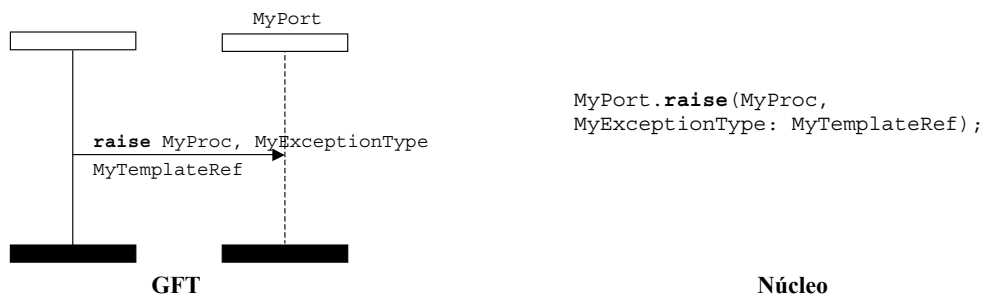 MyPort
MyPort.raise(MyProc,
MyExceptionType: MyTemplateRef);
raise MyProc, MyExceptionType
MyTemplateRef
GFT
Núcleo